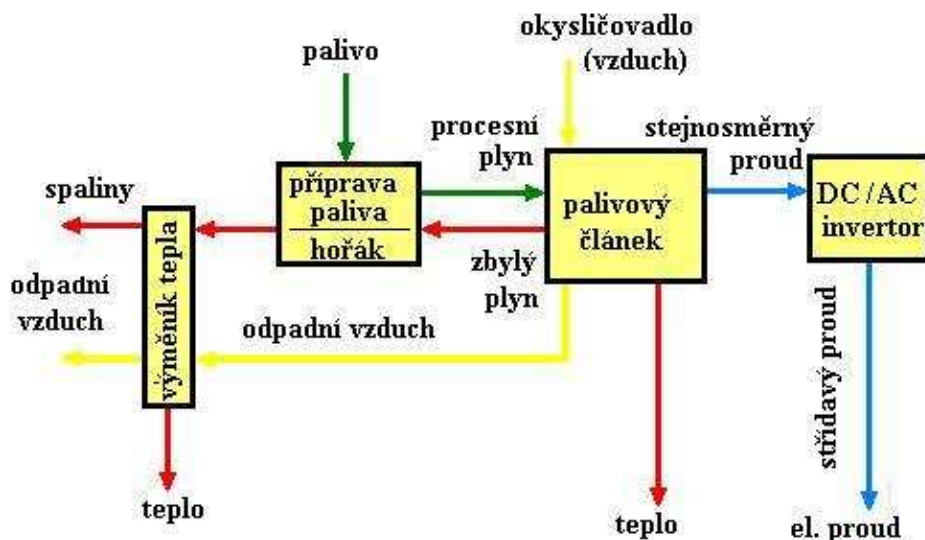 okysličovadlo
(vzduch)
palivo
procesní
plyn
stejnosměrný
proud
spaliny
příprava
paliva
hořák
palivový
článek
DC/AC
invertor
odpadní
vzduch
výměník tepla
odpadní vzduch
zbylý
plyn
střídavý proud
teplo
teplo
el. proud